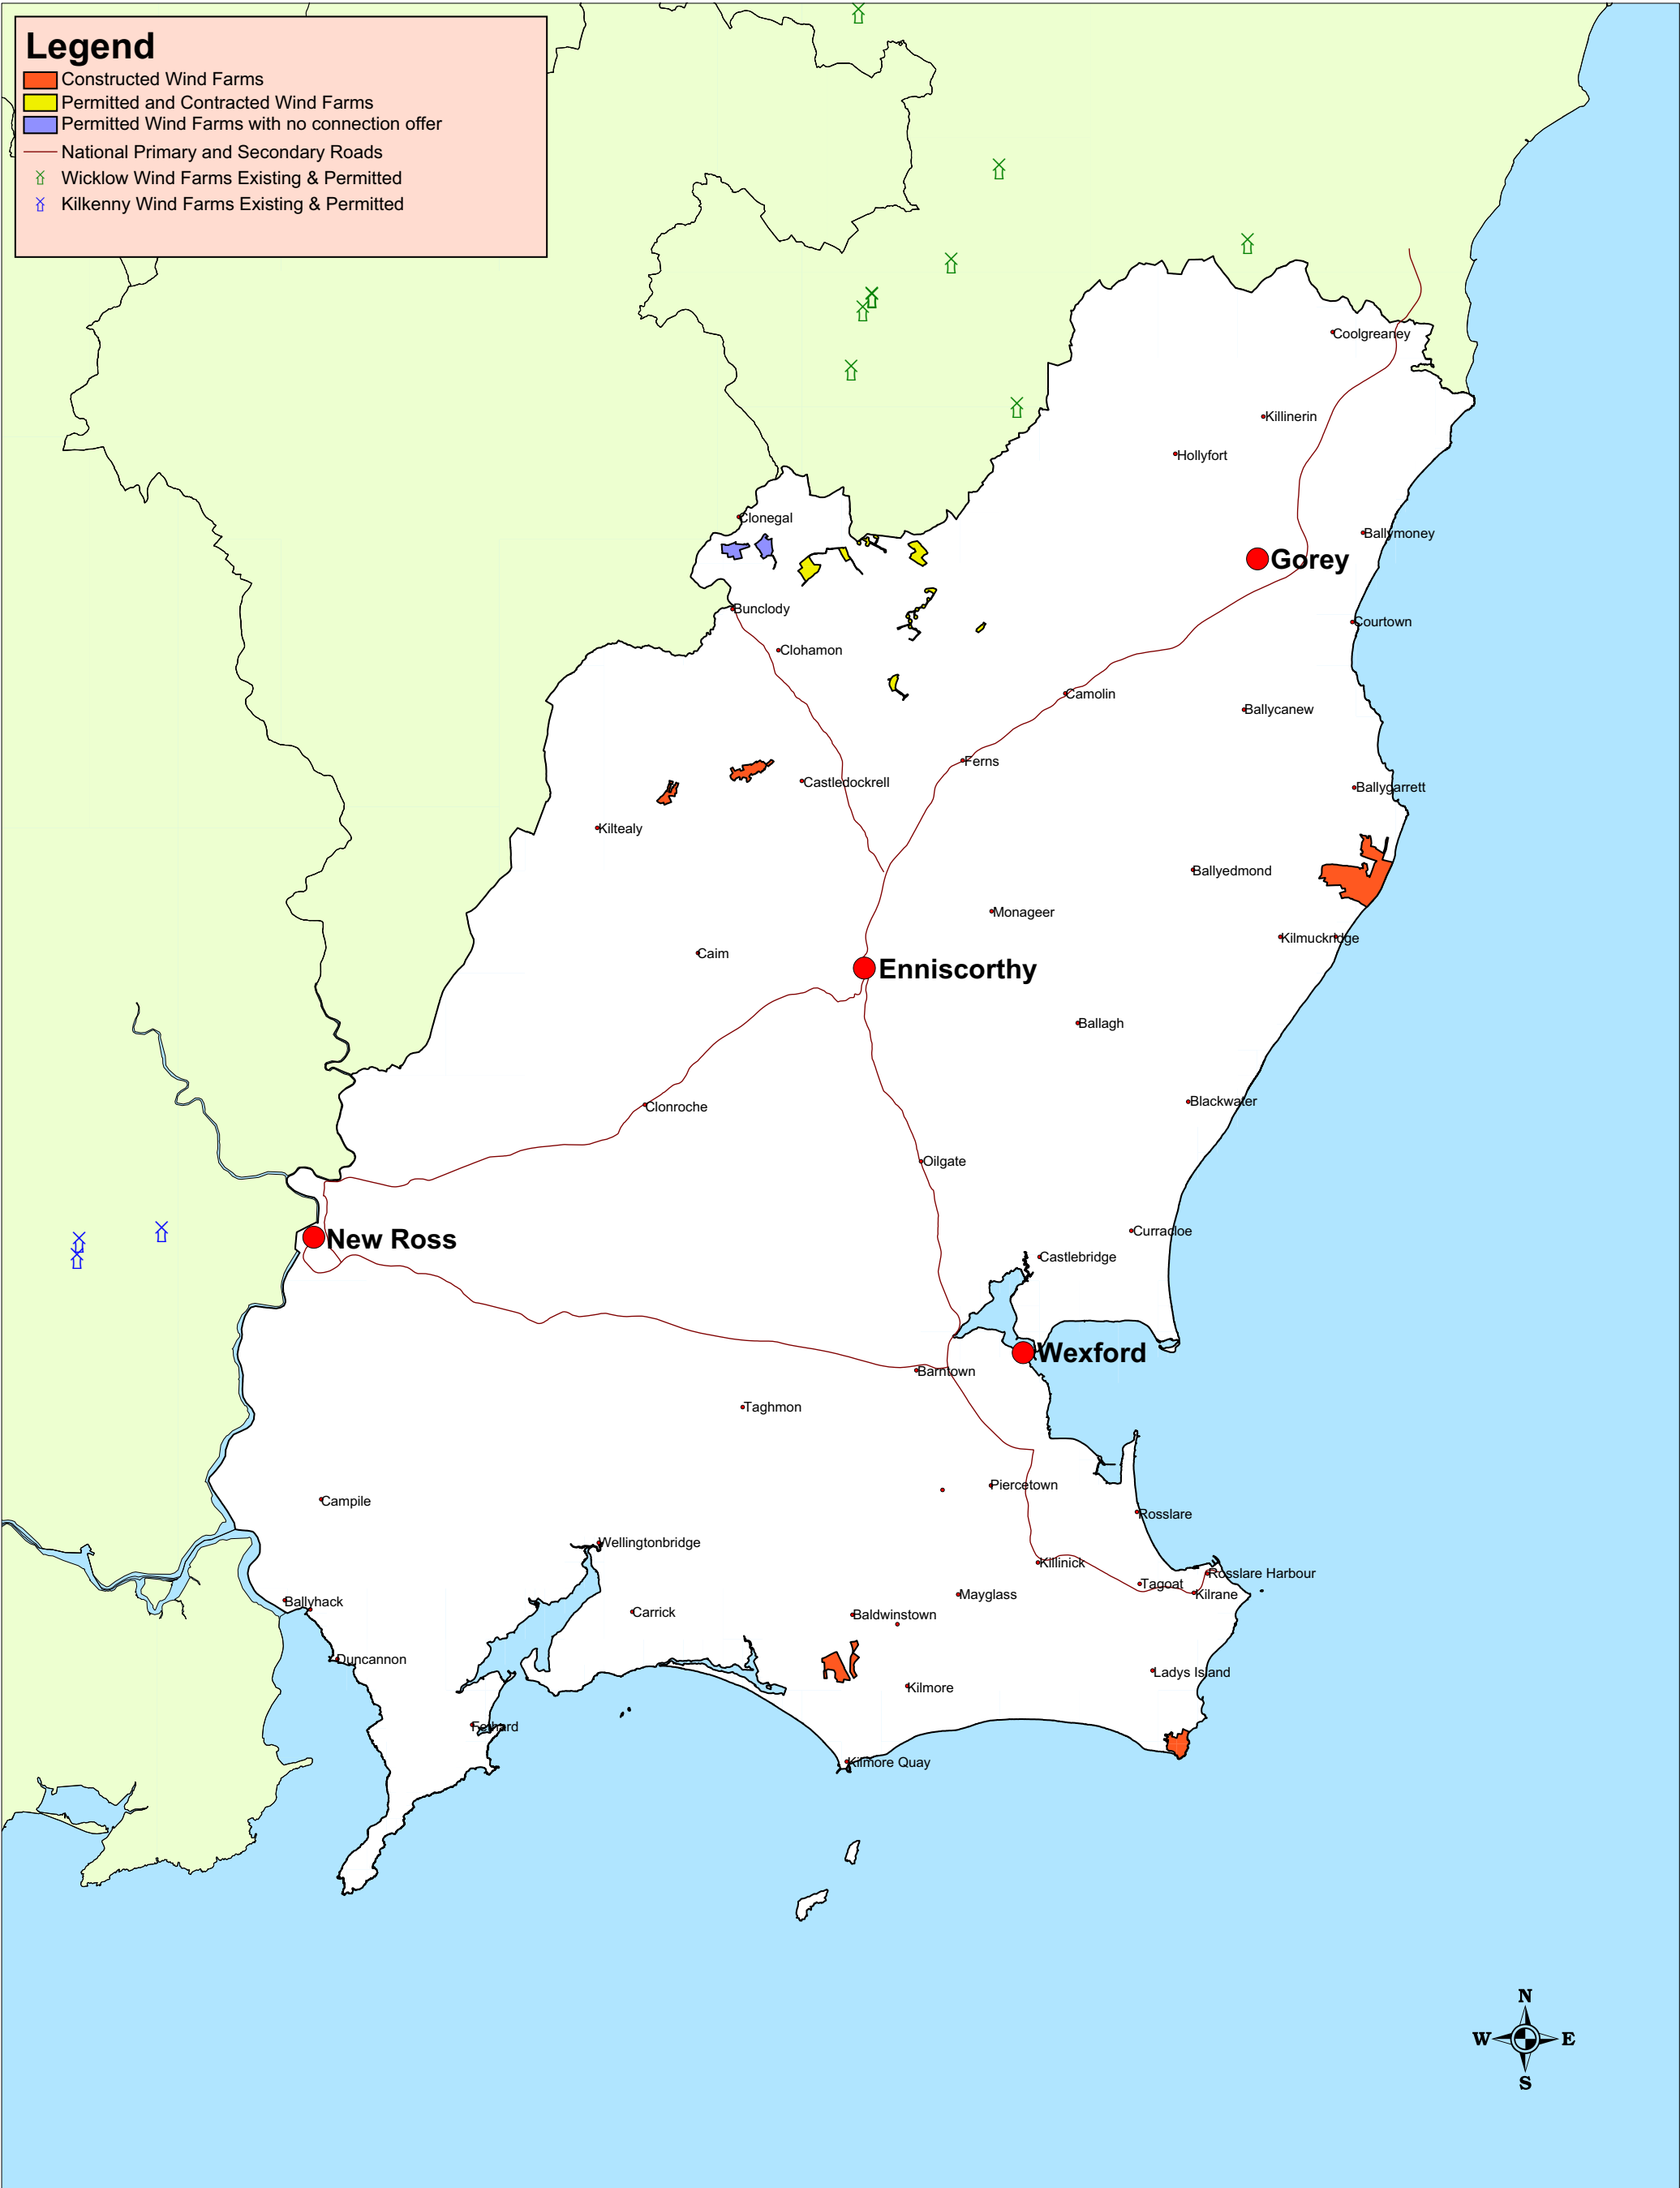 Legend
Constructed Wind Farms
Permitted and Contracted Wind Farms
Permitted Wind Farms with no connection offer
National Primary and Secondary Roads
Wicklow Wind Farms Existing & Permitted
Kilkenny Wind Farms Existing & Permitted
Coolgreaney
Killinerin
Hollyfort
Clonegal
Ballymoney
Gorey
Bunclody
Courtown
Clohamon
Camolin
Ballycanew
Ferns
Castledockrell
Ballygarrett
Kiltealy
Ballyedmond
Monageer
Kilmuckridge
Caim
Enniscorthy
Ballagh
Blackwater
Clonroche
Oilgate
Curracloe
New Ross
Castlebridge
Wexford
Barntown
Taghmon
Piercetown
Campile
Rosslare
Wellingtonbridge
Killinick
Rosslare Harbour
Tagoat
Kilrane
Mayglass
Ballyhack
Carrick
Baldwinstown
Duncannon
Ladys Island
Kilmore
Fethard
Kilmore Quay
N
W E
S